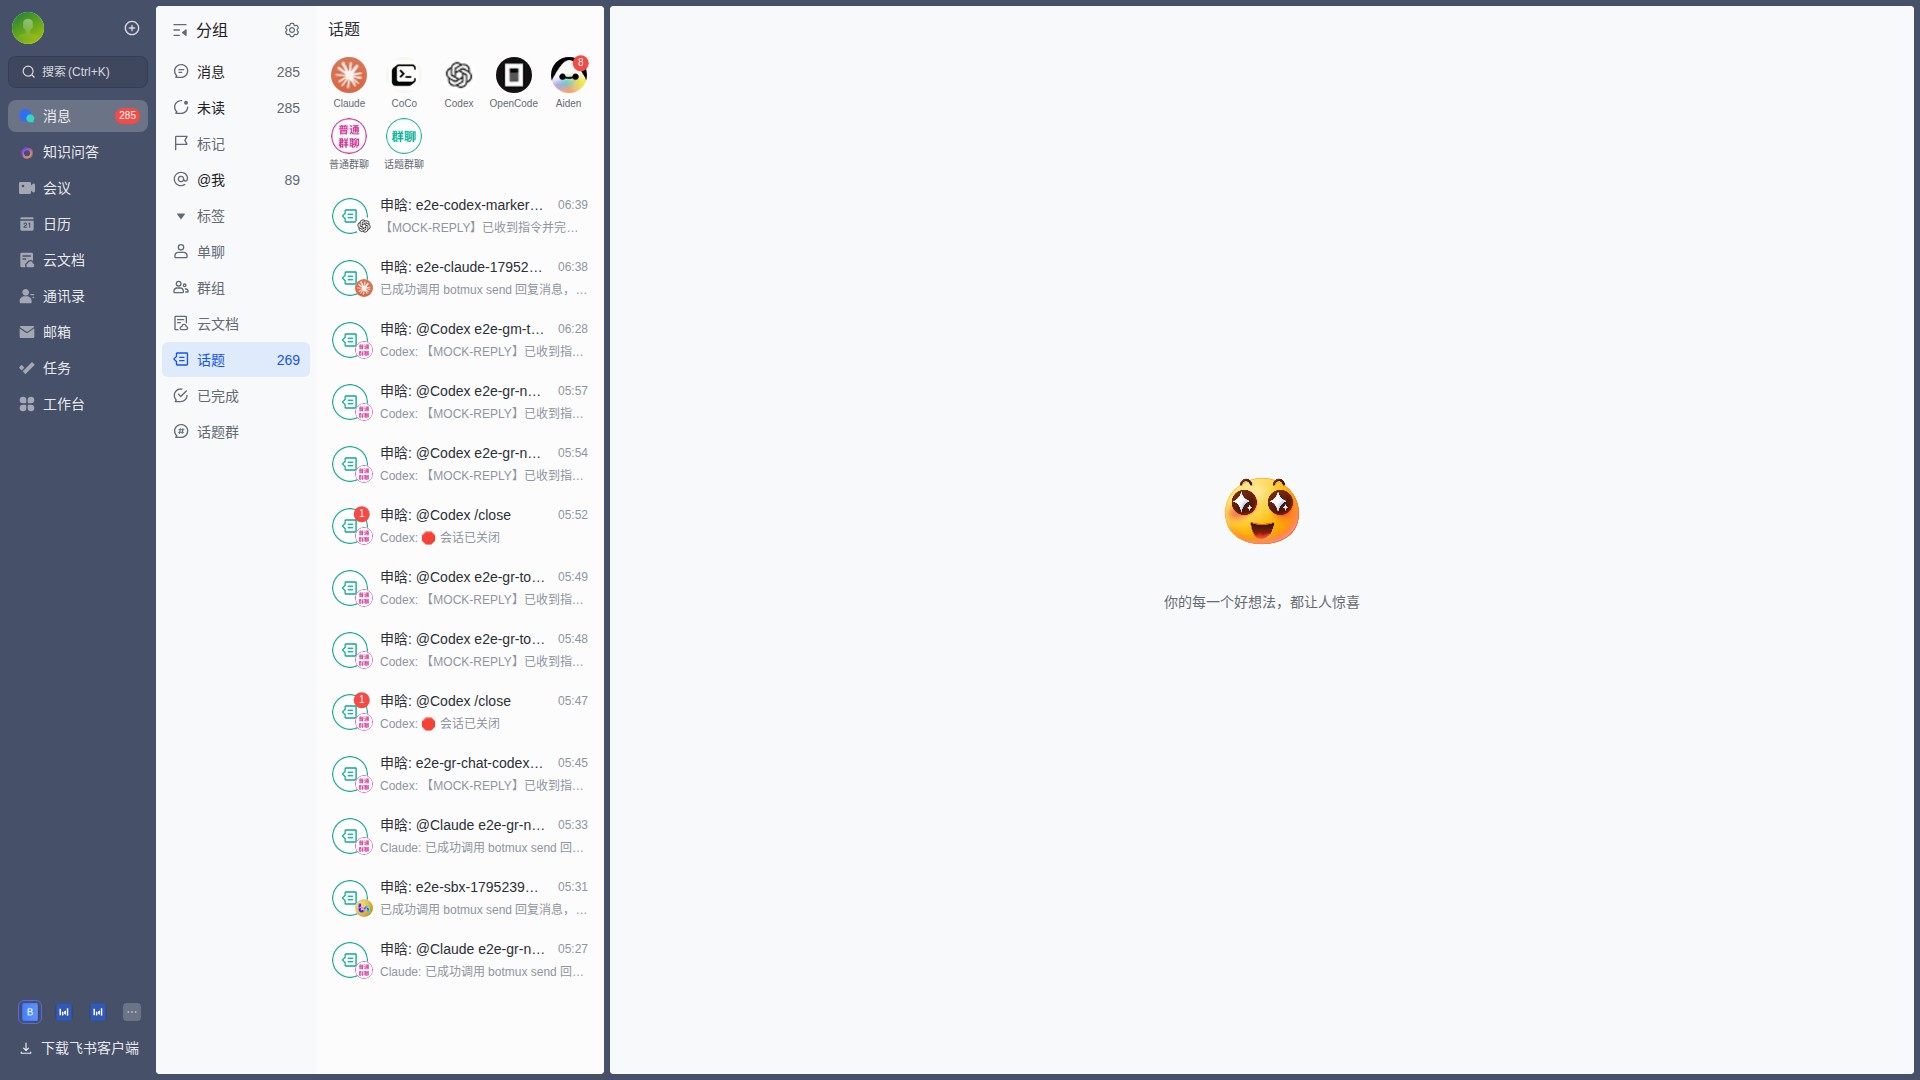 搜索 (Ctrl+K)
消息 285
知识问答
会议
日历
云文档
通讯录
邮箱
任务
工作台
下载飞书客户端
分组
消息 285
未读 285
标记
@我 89
标签
单聊
群组
云文档
话题 269
已完成
话题群
话题
8
Claude CoCo Codex OpenCode Aiden
普通
群聊
群聊
普通群聊 话题群聊
申晗: e2e-codex-marker… 06:39
【MOCK-REPLY】已收到指令并完…
申晗: e2e-claude-17952… 06:38
已成功调用 botmux send 回复消息，…
申晗: @Codex e2e-gm-t… 06:28
Codex: 【MOCK-REPLY】已收到指…
申晗: @Codex e2e-gr-n… 05:57
Codex: 【MOCK-REPLY】已收到指…
申晗: @Codex e2e-gr-n… 05:54
Codex: 【MOCK-REPLY】已收到指…
1
申晗: @Codex /close 05:52
Codex: 会话已关闭
申晗: @Codex e2e-gr-to… 05:49
Codex: 【MOCK-REPLY】已收到指…
申晗: @Codex e2e-gr-to… 05:48
Codex: 【MOCK-REPLY】已收到指…
1
申晗: @Codex /close 05:47
Codex: 会话已关闭
申晗: e2e-gr-chat-codex… 05:45
Codex: 【MOCK-REPLY】已收到指…
申晗: @Claude e2e-gr-n… 05:33
Claude: 已成功调用 botmux send 回…
申晗: e2e-sbx-1795239… 05:31
已成功调用 botmux send 回复消息，…
申晗: @Claude e2e-gr-n… 05:27
Claude: 已成功调用 botmux send 回…
你的每一个好想法，都让人惊喜
B